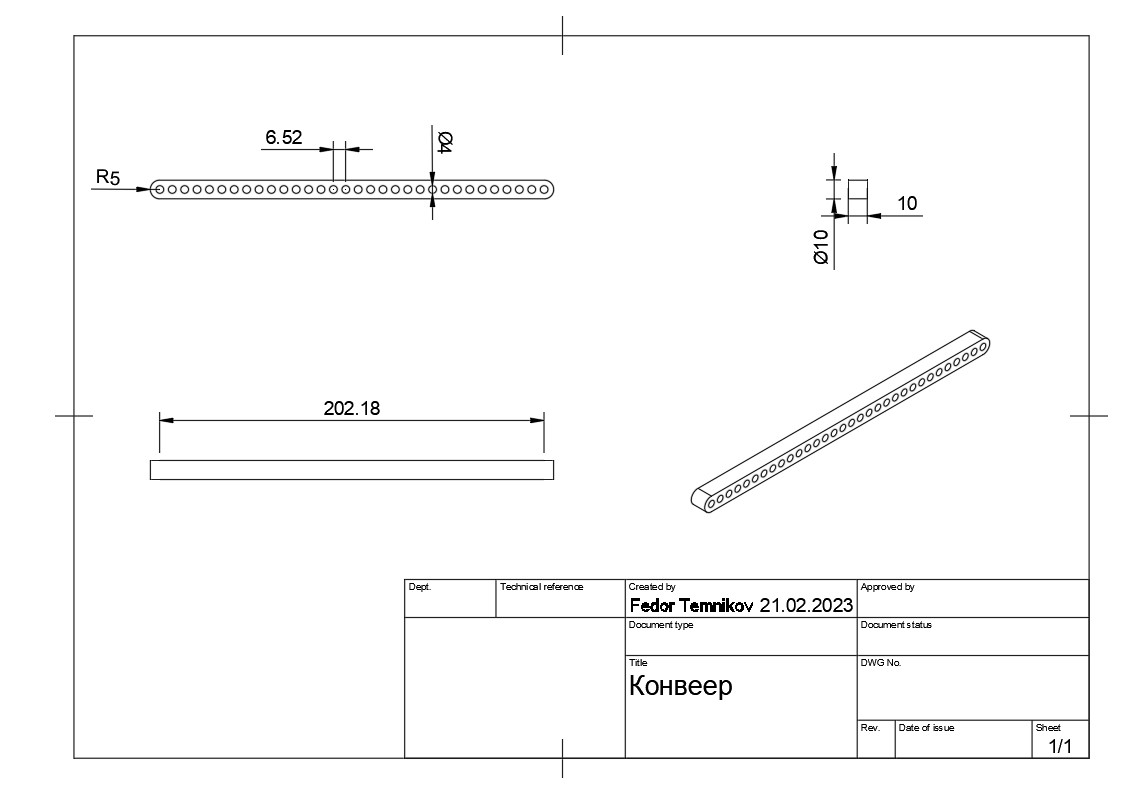 6.52
Ø4
R5
10
Ø10
202.18
Dept.
Technical reference
Created by
Approved by
Fedor Temnikov 21.02.2023
Document type
Document status
Title
DWG No.
Конвеер
Rev.
Date of issue
Sheet
1/1